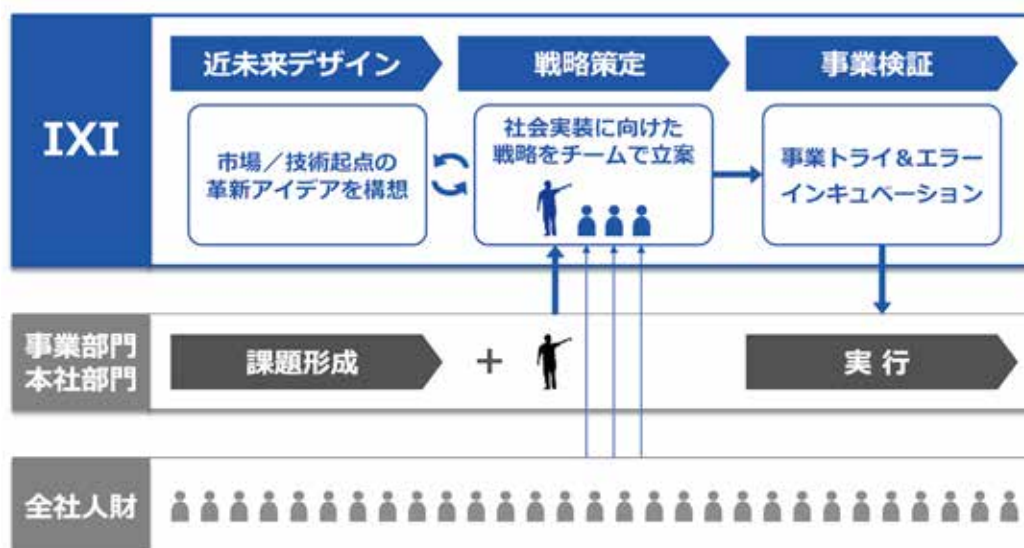 IXI
近未来デザイン
戦略策定
事業検証
市場／技術起点の
革新アイデアを構想
社会実装に向けた
戦略をチームで立案
事業トライ＆エラー
インキュベーション
事業部門
本社部門
課題形成
+
実 行
全社人財